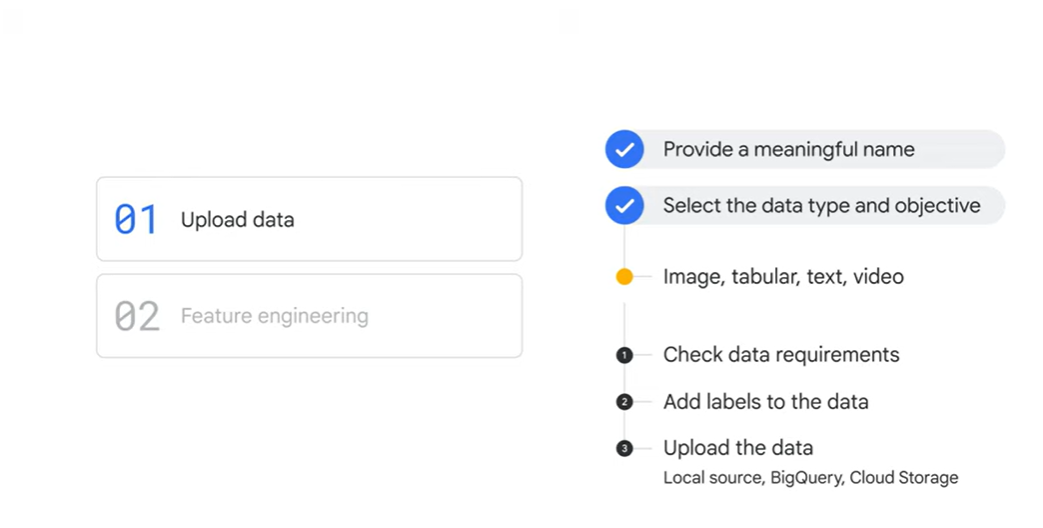 01 Upload data
02 Feature engineering
Provide a meaningful name
Select the data type and objective
Image, tabular, text, video
1 Check data requirements
2 Add labels to the data
3 Upload the data
Local source, BigQuery, Cloud Storage